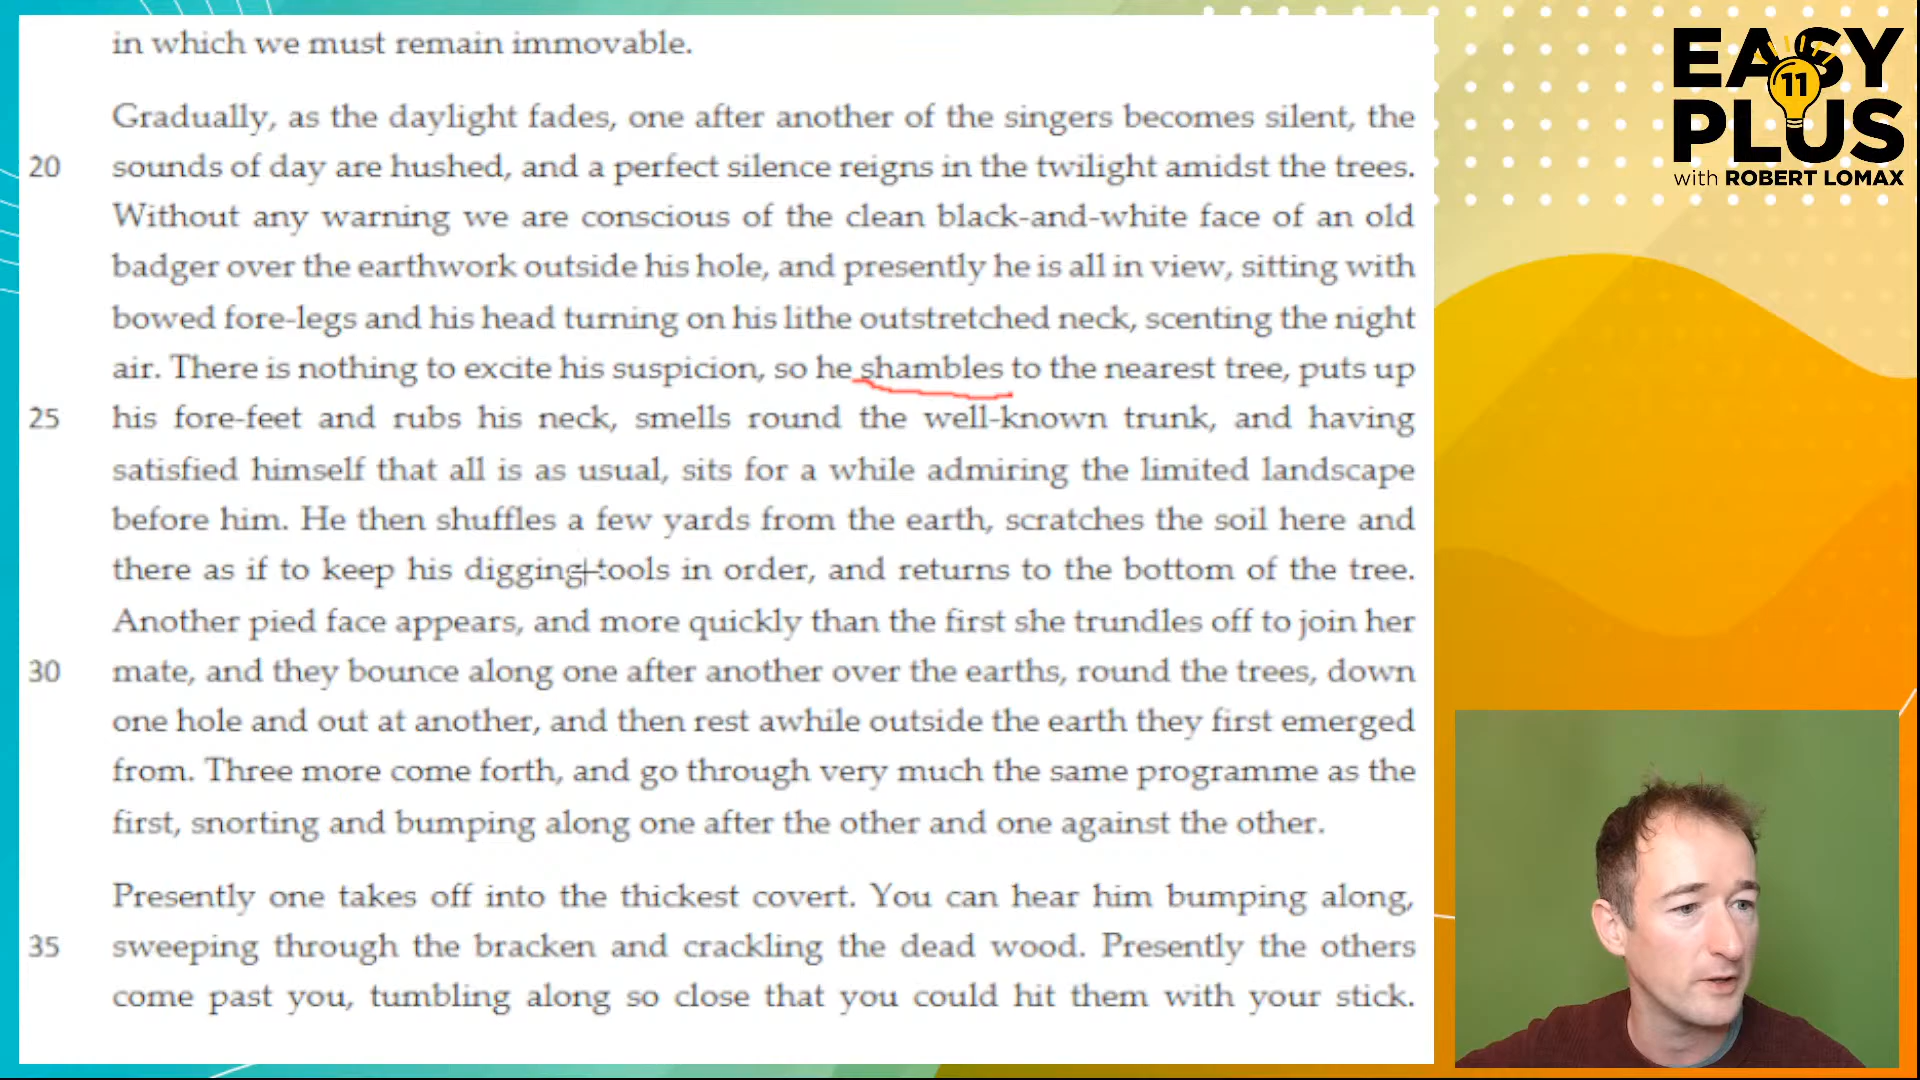 in which we must remain immovable.
Gradually, as the daylight fades, one after another of the singers becomes silent, the
20 sounds of day are hushed, and a perfect silence reigns in the twilight amidst the trees.
Without any warning we are conscious of the clean black-and-white face of an old
badger over the earthwork outside his hole, and presently he is all in view, sitting with
bowed fore-legs and his head turning on his lithe outstretched neck, scenting the night
air. There is nothing to excite his suspicion, so he shambles to the nearest tree, puts up
25 his fore-feet and rubs his neck, smells round the well-known trunk, and having
satisfied himself that all is as usual, sits for a while admiring the limited landscape
before him. He then shuffles a few yards from the earth, scratches the soil here and
there as if to keep his digging tools in order, and returns to the bottom of the tree.
Another pied face appears, and more quickly than the first she trundles off to join her
30 mate, and they bounce along one after another over the earths, round the trees, down
one hole and out at another, and then rest awhile outside the earth they first emerged
from. Three more come forth, and go through very much the same programme as the
first, snorting and bumping along one after the other and one against the other.
Presently one takes off into the thickest covert. You can hear him bumping along,
35 sweeping through the bracken and crackling the dead wood. Presently the others
come past you, tumbling along so close that you could hit them with your stick.
EASY
11
PLUS
with ROBERT LOMAX